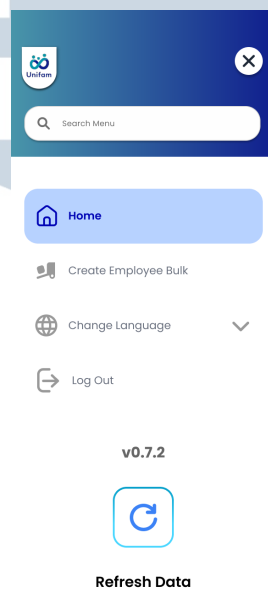 Unifam
Search Menu
Home
Create Employee Bulk
Change Language
Log Out
v0.7.2
Refresh Data